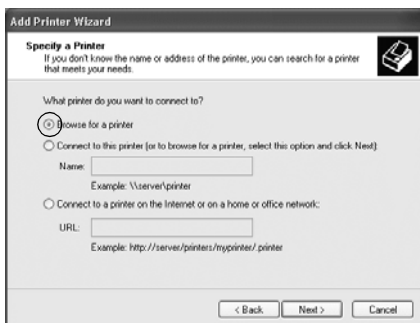 Add Printer Wizard
Specify a Printer
If you don't know the name or address of the printer, you can search for a printer
that meets your needs.
What printer do you want to connect to?
Browse for a printer
Connect to this printer (or to browse for a printer, select this option and click Next):
Name:
Example: \\server\printer
Connect to a printer on the Internet or on a home or office network:
URL:
Example: http://server/printers/myprinter/.printer
< Back Next > Cancel